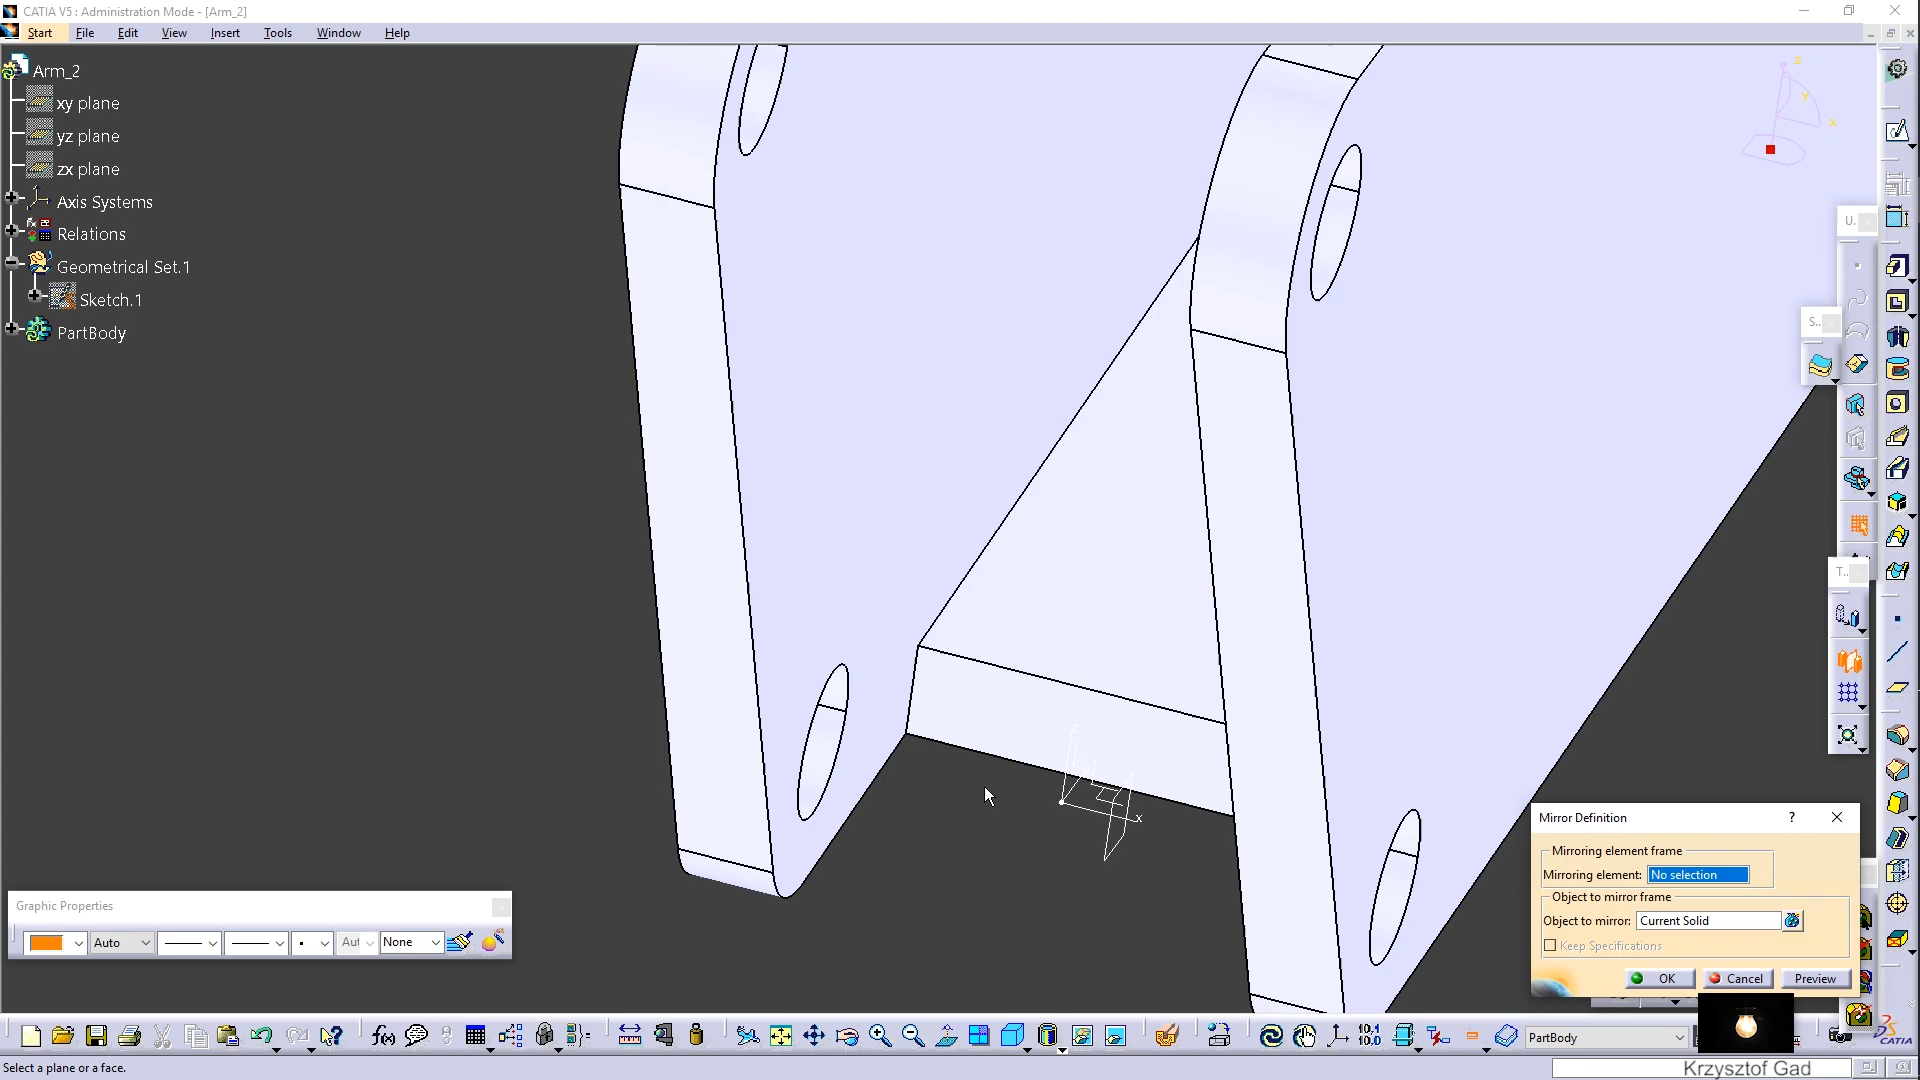 CATIA V5 : Administration Mode - [Arm_2]
Start File Edit View Insert Tools Window Help
Arm_2
xy plane
yz plane
zx plane
Axis Systems
Relations
Geometrical Set.1
Sketch.1
PartBody
z
y
x
U.
S..
T..
z
x
Mirror Definition ?
Mirroring element frame
Mirroring element: No selection
Object to mirror frame
Object to mirror: Current Solid
Keep Specifications
OK Cancel Preview
Graphic Properties
Auto Aut None
PartBody
CATIA
Select a plane or a face.
Krzysztof Gad